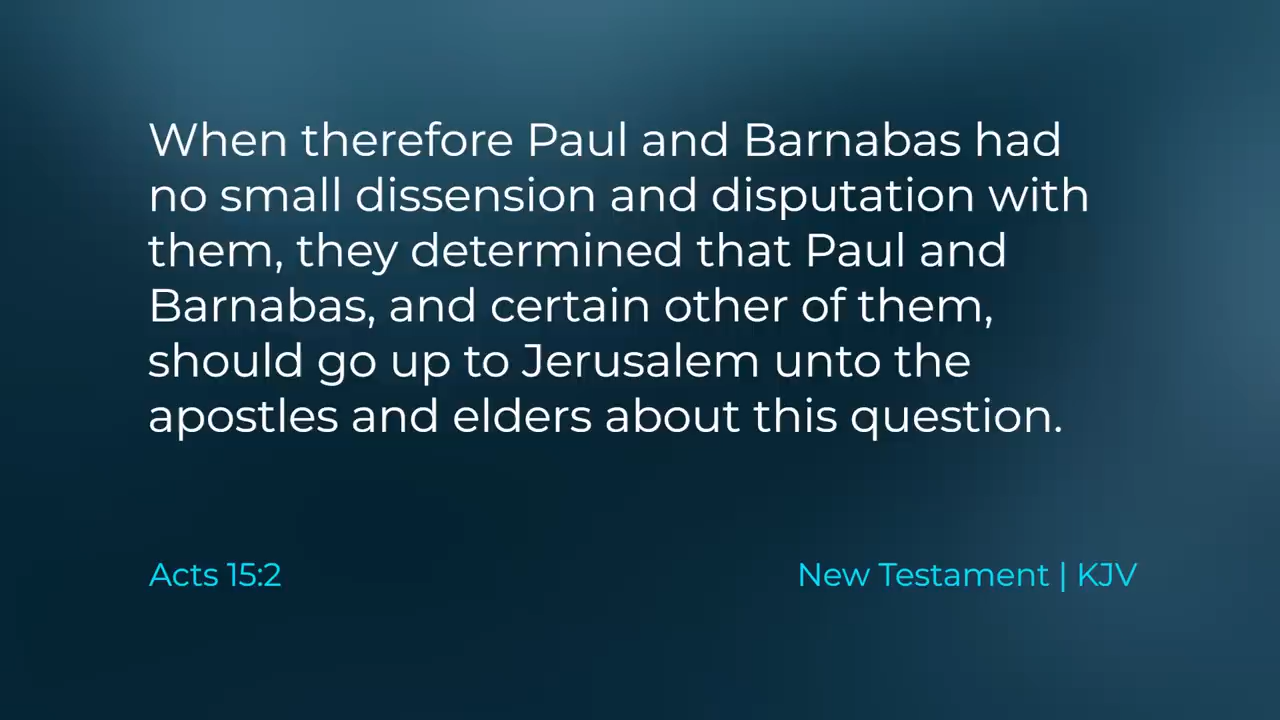 When therefore Paul and Barnabas had
no small dissension and disputation with
them, they determined that Paul and
Barnabas, and certain other of them,
should go up to Jerusalem unto the
apostles and elders about this question.
Acts 15:2
New Testament | KJV